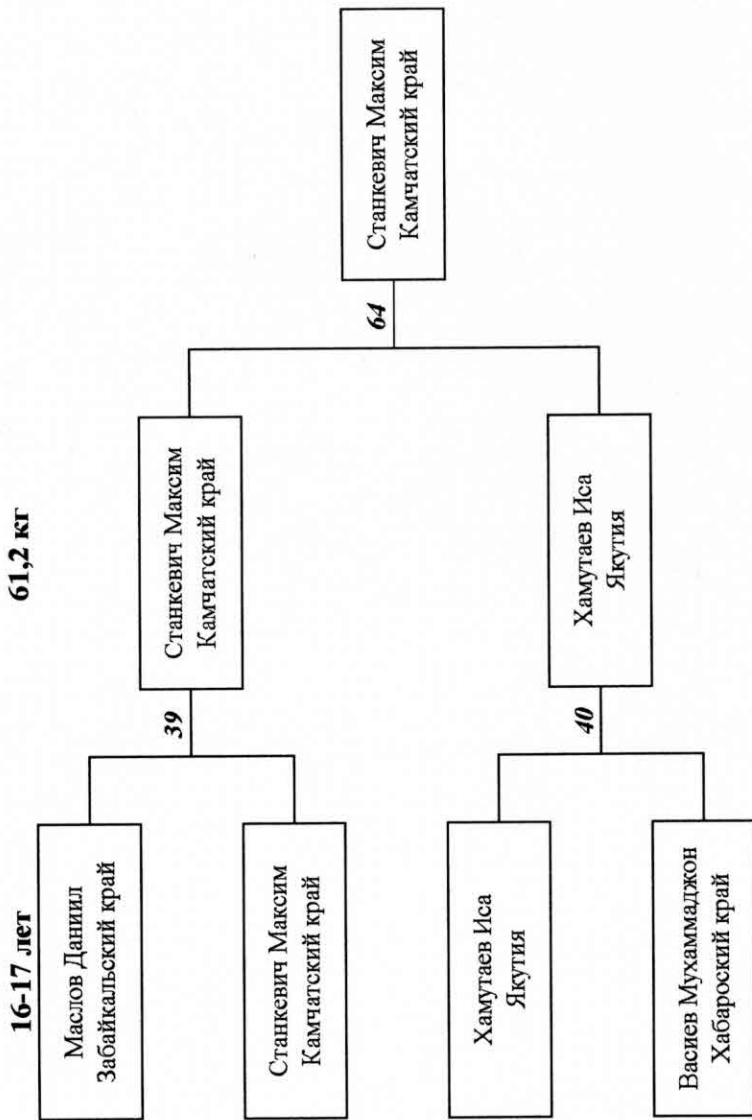 16-17 лет
61,2 кг
Маслов Даниил
Забайкальский край
Станкевич Максим
Камчатский край
39
Станкевич Максим
Камчатский край
Хамутаев Иса
Якутия
Васиев Мухаммаджон
Хабароский край
40
Хамутаев Иса
Якутия
64
Станкевич Максим
Камчатский край